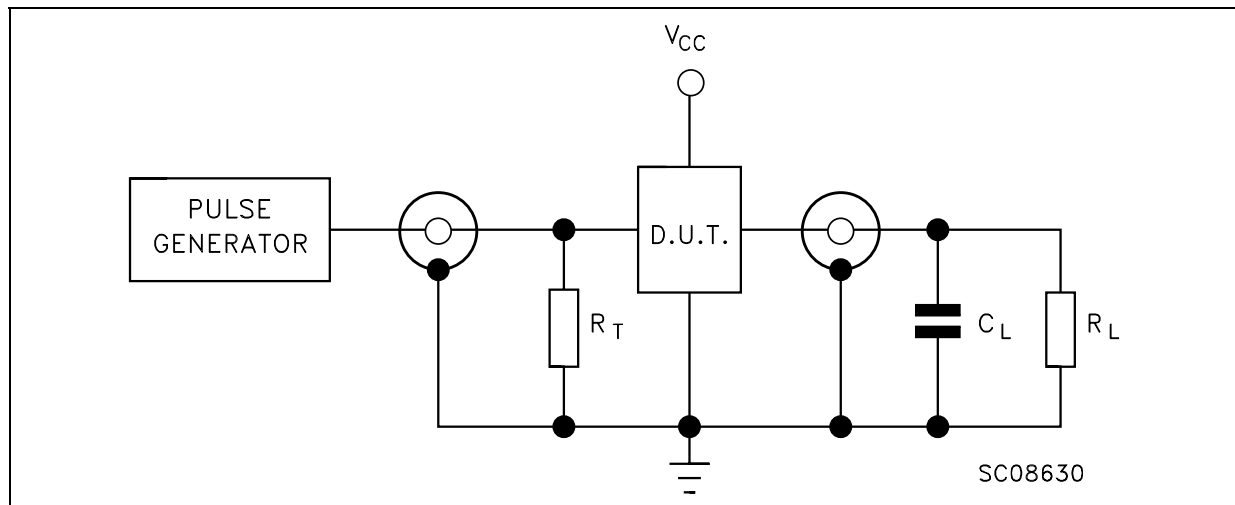 VCC
PULSE
GENERATOR
D.U.T.
RT
CL
RL
SC08630